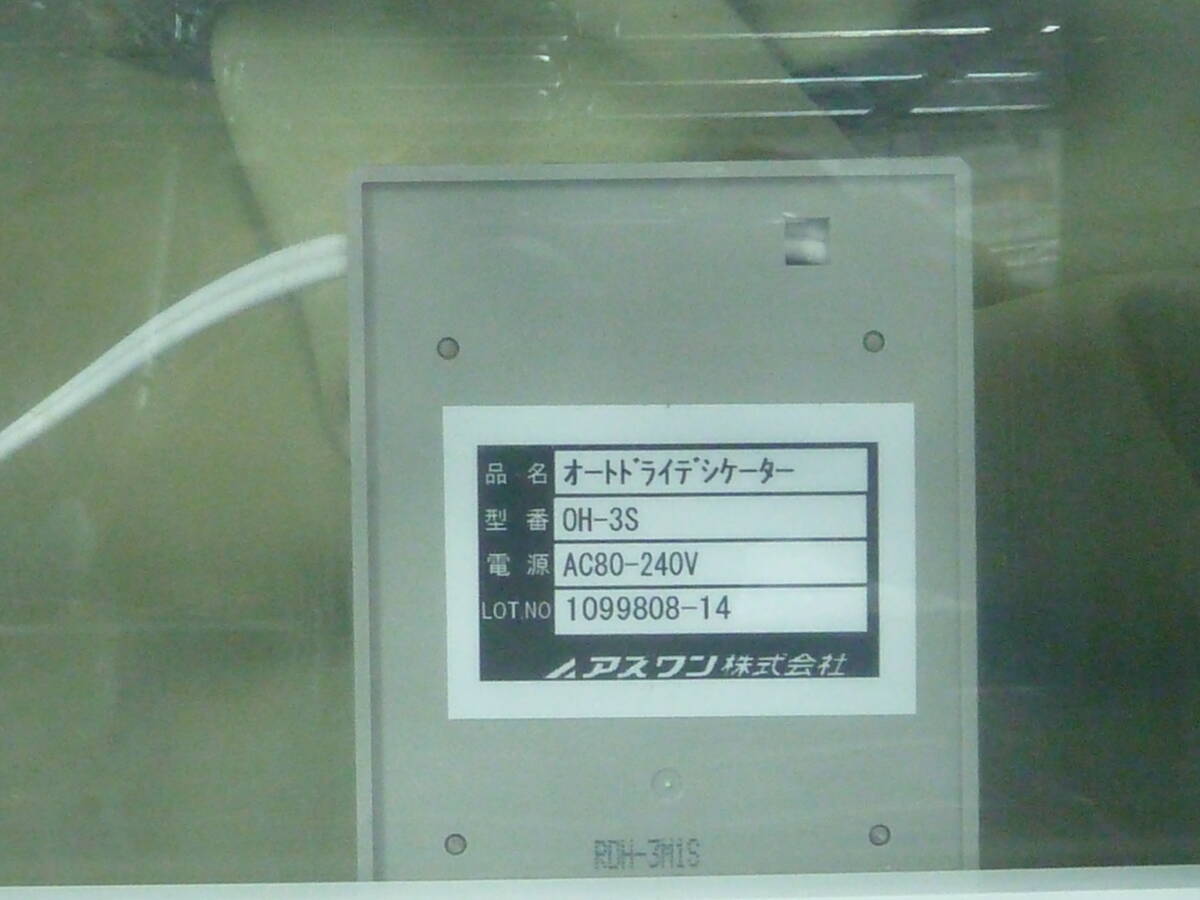 品名 オートドライデシケーター
型番 OH-3S
電源 AC80-240V
LOT.NO 1099808-14
アズワン株式会社
RDH-3M1S